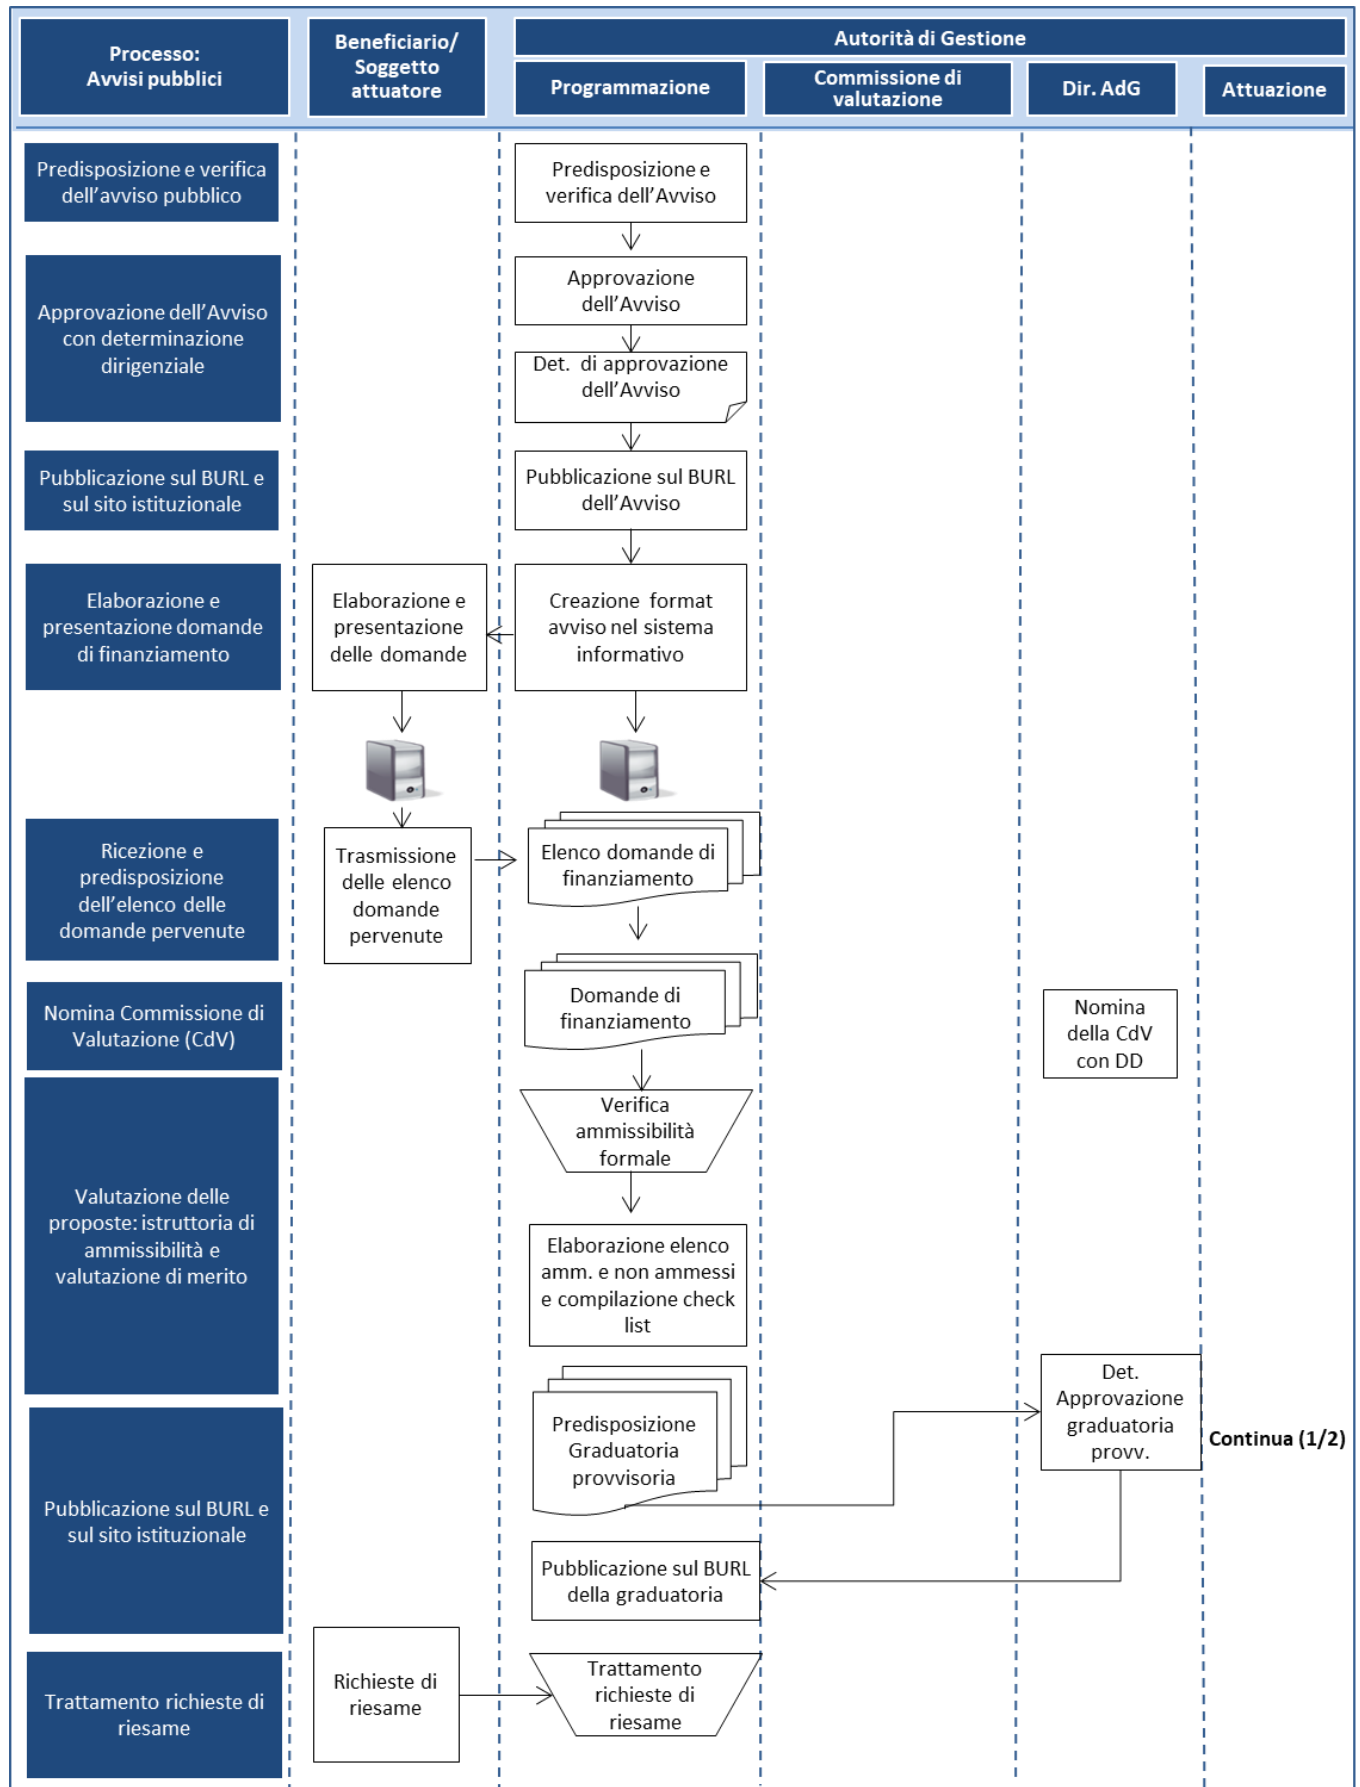 Processo:
Avvisi pubblici
Beneficiario/
Soggetto
attuatore
Autorità di Gestione
Programmazione
Commissione di
valutazione
Dir. AdG
Attuazione
Predisposizione e verifica
dell'avviso pubblico
Predisposizione e
verifica dell'Avviso
Approvazione dell'Avviso
con determinazione
dirigenziale
Approvazione
dell'Avviso
Det. di approvazione
dell'Avviso
Pubblicazione sul BURL e
sul sito istituzionale
Pubblicazione sul BURL
dell'Avviso
Elaborazione e
presentazione domande
di finanziamento
Elaborazione e
presentazione
delle domande
Creazione format
avviso nel sistema
informativo
Ricezione e
predisposizione
dell'elenco delle
domande pervenute
Trasmissione
delle elenco
domande
pervenute
Elenco domande di
finanziamento
Domande di
finanziamento
Nomina Commissione di
Valutazione (CdV)
Nomina
della CdV
con DD
Valutazione delle
proposte: istruttoria di
ammissibilità e
valutazione di merito
Verifica
ammissibilità
formale
Elaborazione elenco
amm. e non ammessi
e compilazione check
list
Predisposizione
Graduatoria
provvisoria
Det.
Approvazione
graduatoria
provv.
Continua (1/2)
Pubblicazione sul BURL e
sul sito istituzionale
Pubblicazione sul BURL
della graduatoria
Trattamento richieste di
riesame
Richieste di
riesame
Trattamento
richieste di
riesame